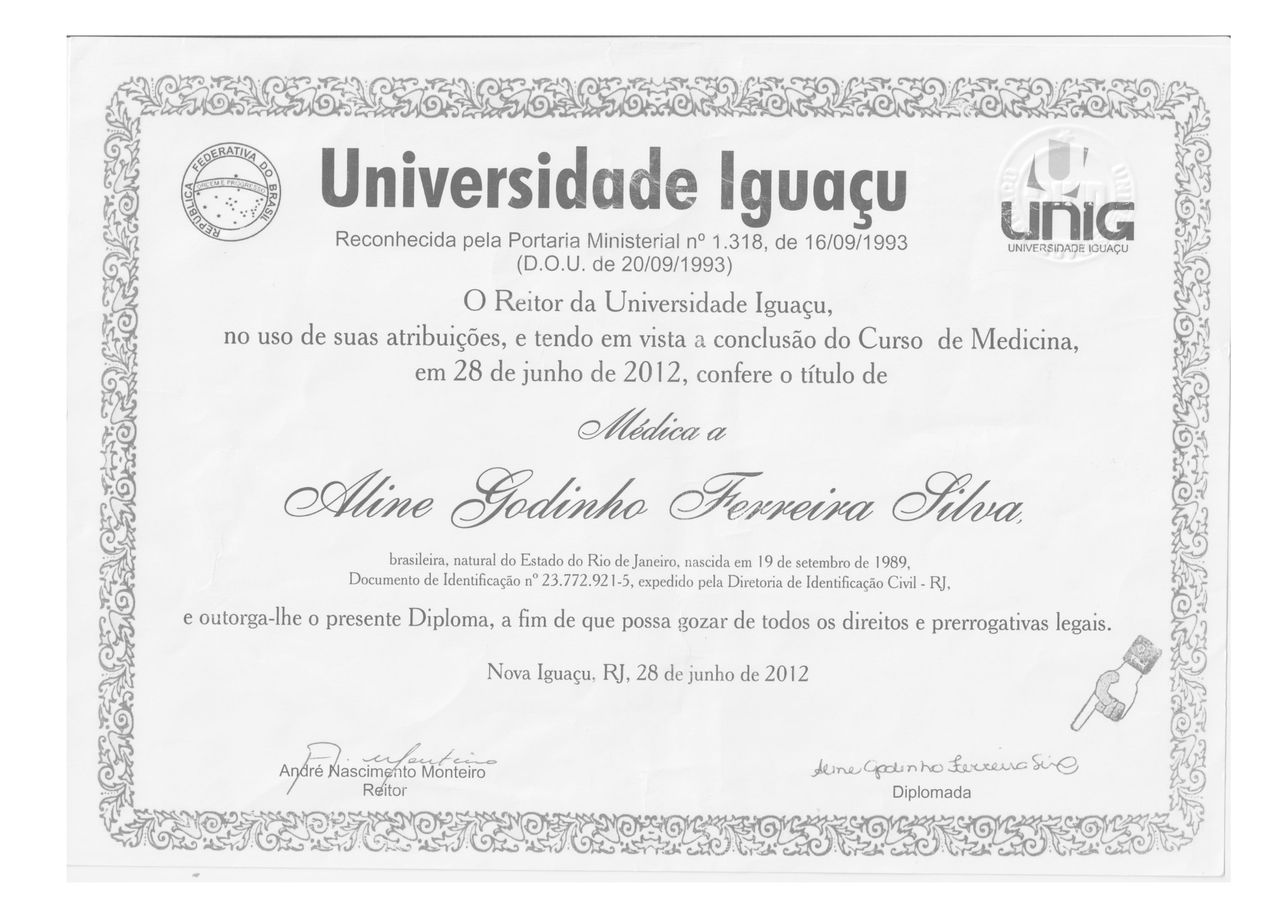 REPÚBLICA FEDERATIVA DO BRASIL
ORDEM E PROGRESSO
Universidade Iguaçu
UNIG
UNIVERSIDADE IGUAÇU
Reconhecida pela Portaria Ministerial nº 1.318, de 16/09/1993
(D.O.U. de 20/09/1993)
O Reitor da Universidade Iguaçu,
no uso de suas atribuições, e tendo em vista a conclusão do Curso de Medicina,
em 28 de junho de 2012, confere o título de
Médica a
Aline Godinho Ferreira Silva,
brasileira, natural do Estado do Rio de Janeiro, nascida em 19 de setembro de 1989,
Documento de Identificação nº 23.772.921-5, expedido pela Diretoria de Identificação Civil - RJ,
e outorga-lhe o presente Diploma, a fim de que possa gozar de todos os direitos e prerrogativas legais.
Nova Iguaçu, RJ, 28 de junho de 2012
André Nascimento Monteiro
Reitor
Aline Godinho Ferreira Silva
Diplomada